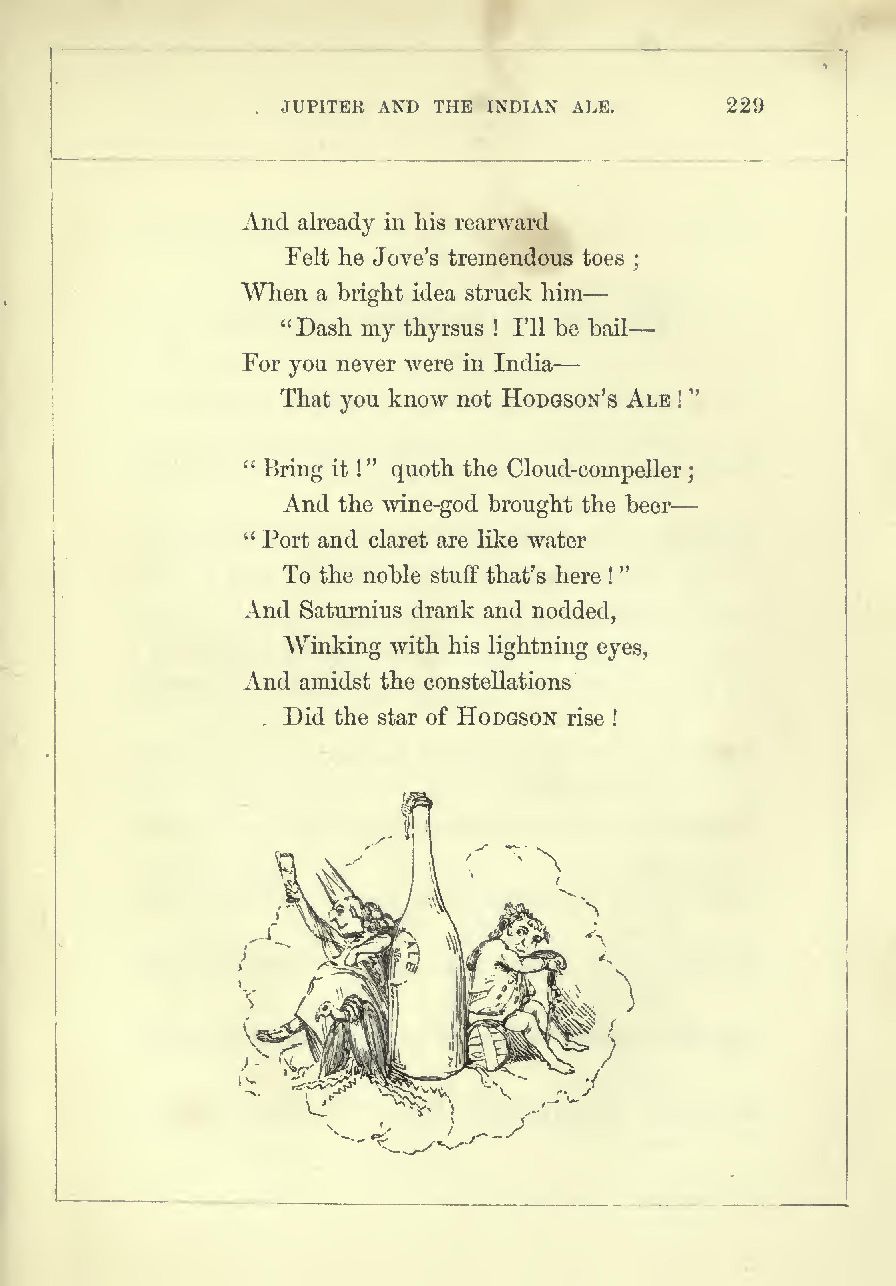 JUPITER AND THE INDIAN ALE. 229
And already in his rearward
Felt he Jove's tremendous toes ;
When a bright idea struck him—
“Dash my thyrsus ! I'll be bail—
For you never were in India—
That you know not HODGSON'S ALE ! ”
“ Bring it ! ” quoth the Cloud-compeller ;
And the wine-god brought the beer—
“ Port and claret are like water
To the noble stuff that's here ! ”
And Saturnius drank and nodded,
Winking with his lightning eyes,
And amidst the constellations
Did the star of HODGSON rise !
ALE